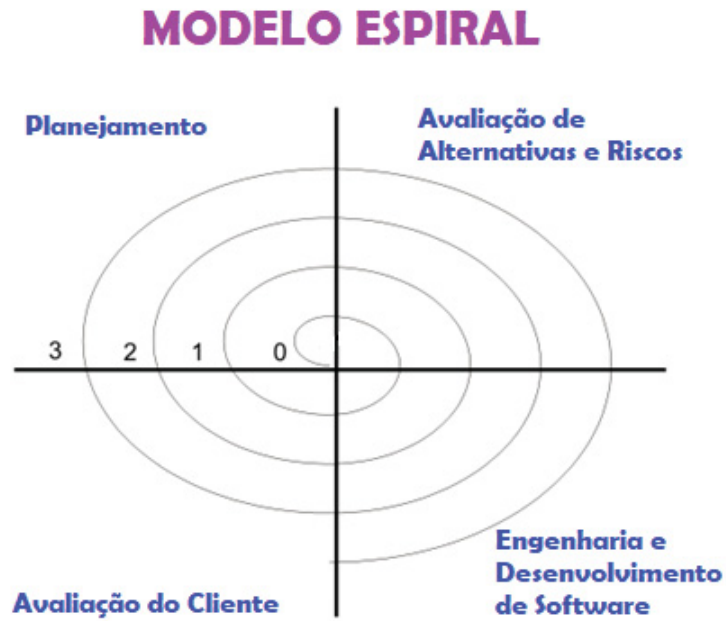 MODELO ESPIRAL
Planejamento
Avaliação de
Alternativas e Riscos
3 2 1 0
Engenharia e
Desenvolvimento
de Software
Avaliação do Cliente